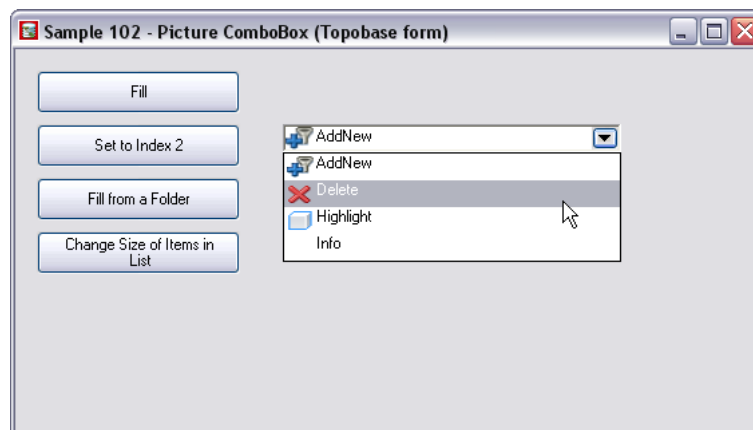 Sample 102 - Picture ComboBox (Topobase form)
Fill
Set to Index 2
Fill from a Folder
Change Size of Items in
List
AddNew
AddNew
Delete
Highlight
Info